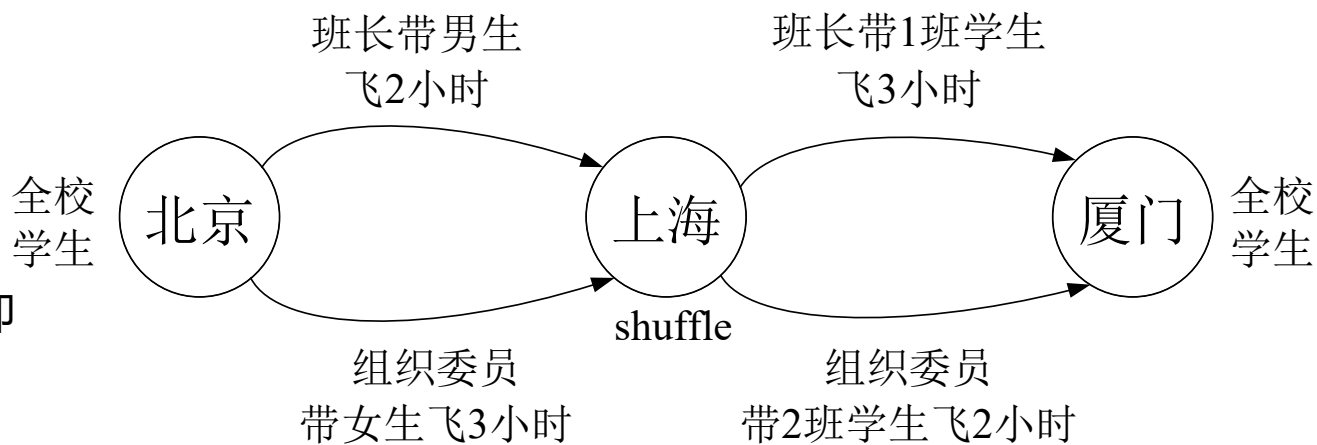 班长带男生
飞2小时
班长带1班学生
飞3小时
全校
学生
北京
上海
厦门
全校
学生
shuffle
组织委员
带女生飞3小时
组织委员
带2班学生飞2小时